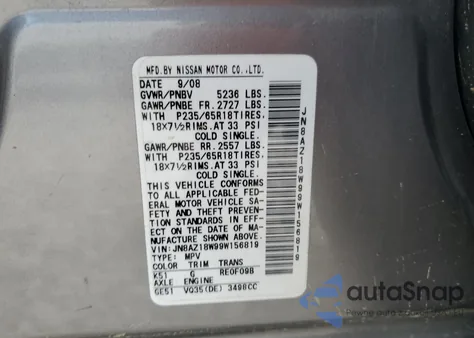 MFD.BY NISSAN MOTOR CO.,LTD.
DATE 9/08
GVWR/PNBV 5236 LBS.
GAWR/PNBE FR. 2727 LBS.
WITH P235/65R18TIRES,
18X7½RIMS.AT 33 PSI
COLD SINGLE.
GAWR/PNBE RR. 2557 LBS.
WITH P235/65R18TIRES,
18X7½RIMS.AT 33 PSI
COLD SINGLE.
THIS VEHICLE CONFORMS
TO ALL APPLICABLE FED-
ERAL MOTOR VEHICLE SA-
FETY AND THEFT PREVENT-
ION STANDARDS IN EFFECT
ON THE DATE OF MA-
NUFACTURE SHOWN ABOVE.
VIN: JN8AZ18W99W156819
TYPE: MPV
COLOR TRIM TRANS
K51 G RE0F09B
AXLE ENGINE
GE51 VQ35(DE) 3498CC
JN8AZ18W99W156819
autoSnap